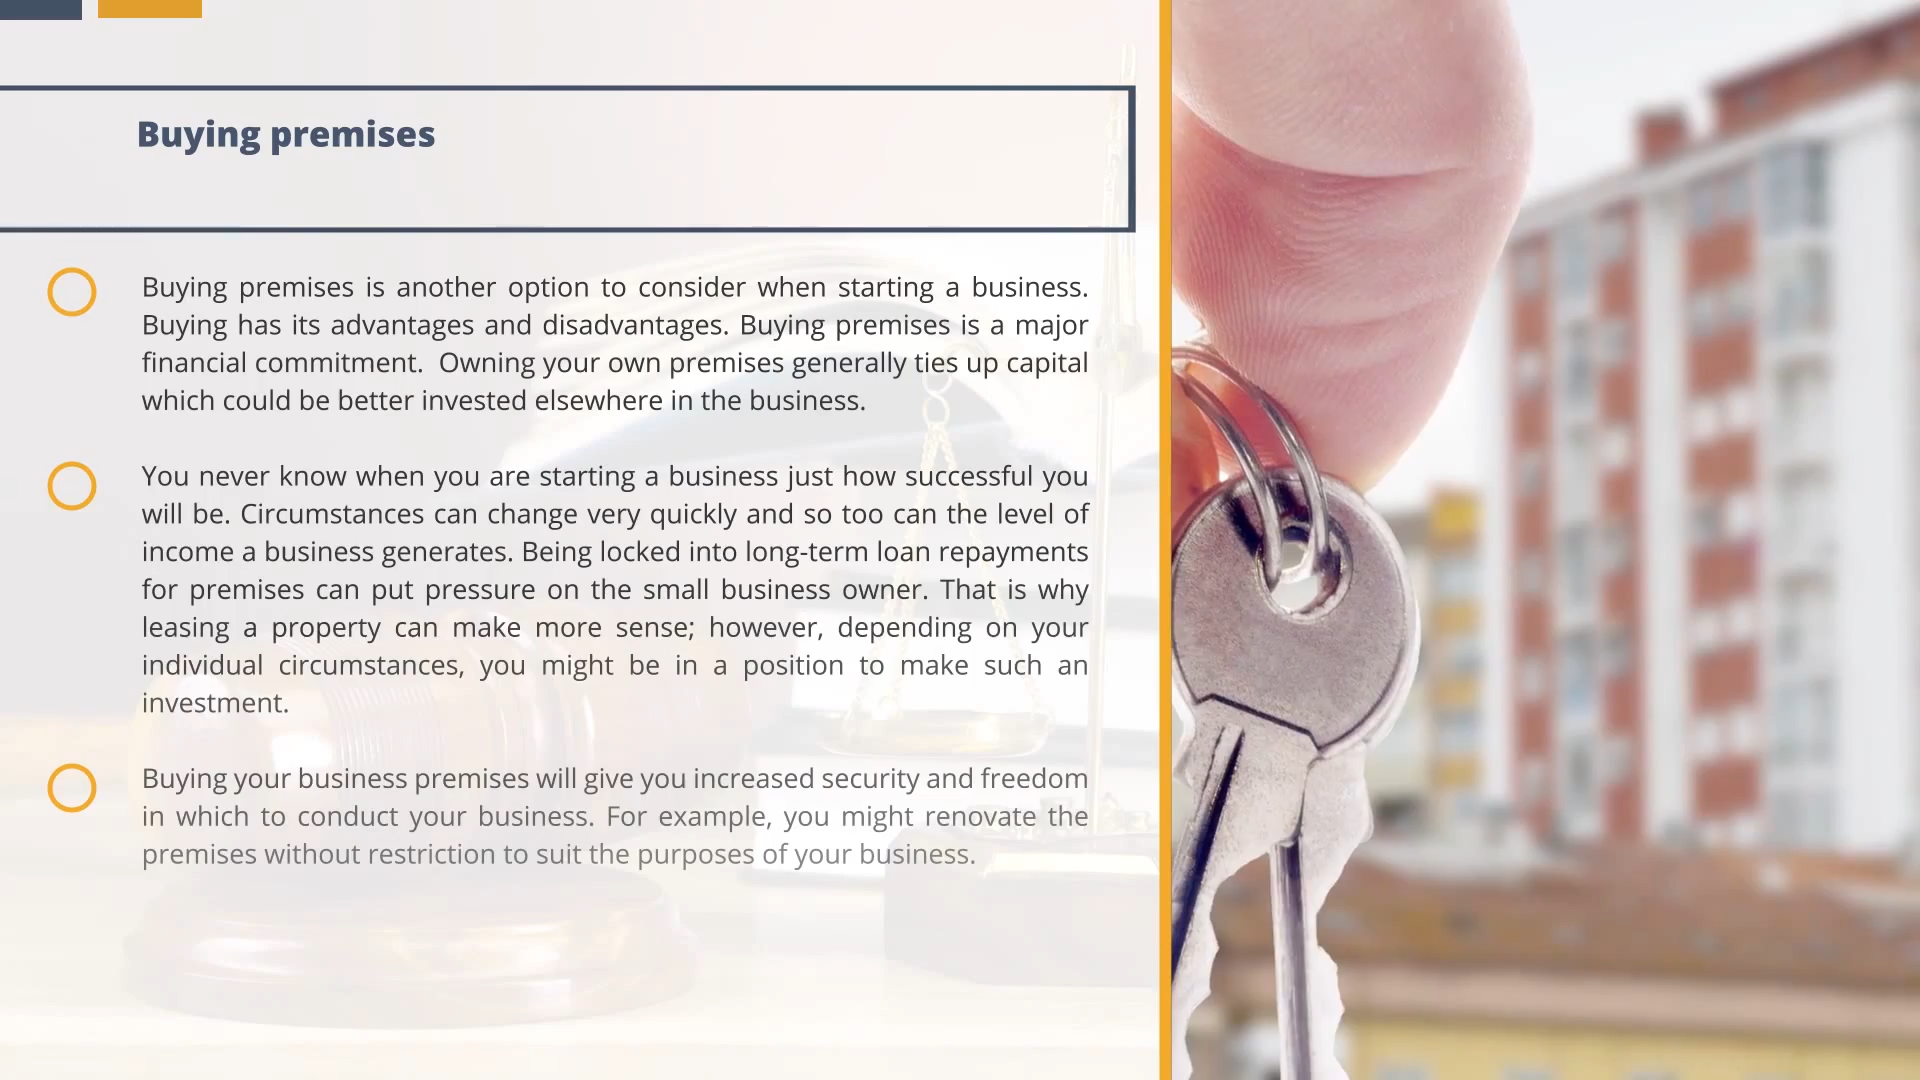 Buying premises
Buying premises is another option to consider when starting a business.
Buying has its advantages and disadvantages. Buying premises is a major
financial commitment.  Owning your own premises generally ties up capital
which could be better invested elsewhere in the business.
You never know when you are starting a business just how successful you
will be. Circumstances can change very quickly and so too can the level of
income a business generates. Being locked into long-term loan repayments
for premises can put pressure on the small business owner. That is why
leasing a property can make more sense; however, depending on your
individual circumstances, you might be in a position to make such an
investment.
Buying your business premises will give you increased security and freedom
in which to conduct your business. For example, you might renovate the
premises without restriction to suit the purposes of your business.